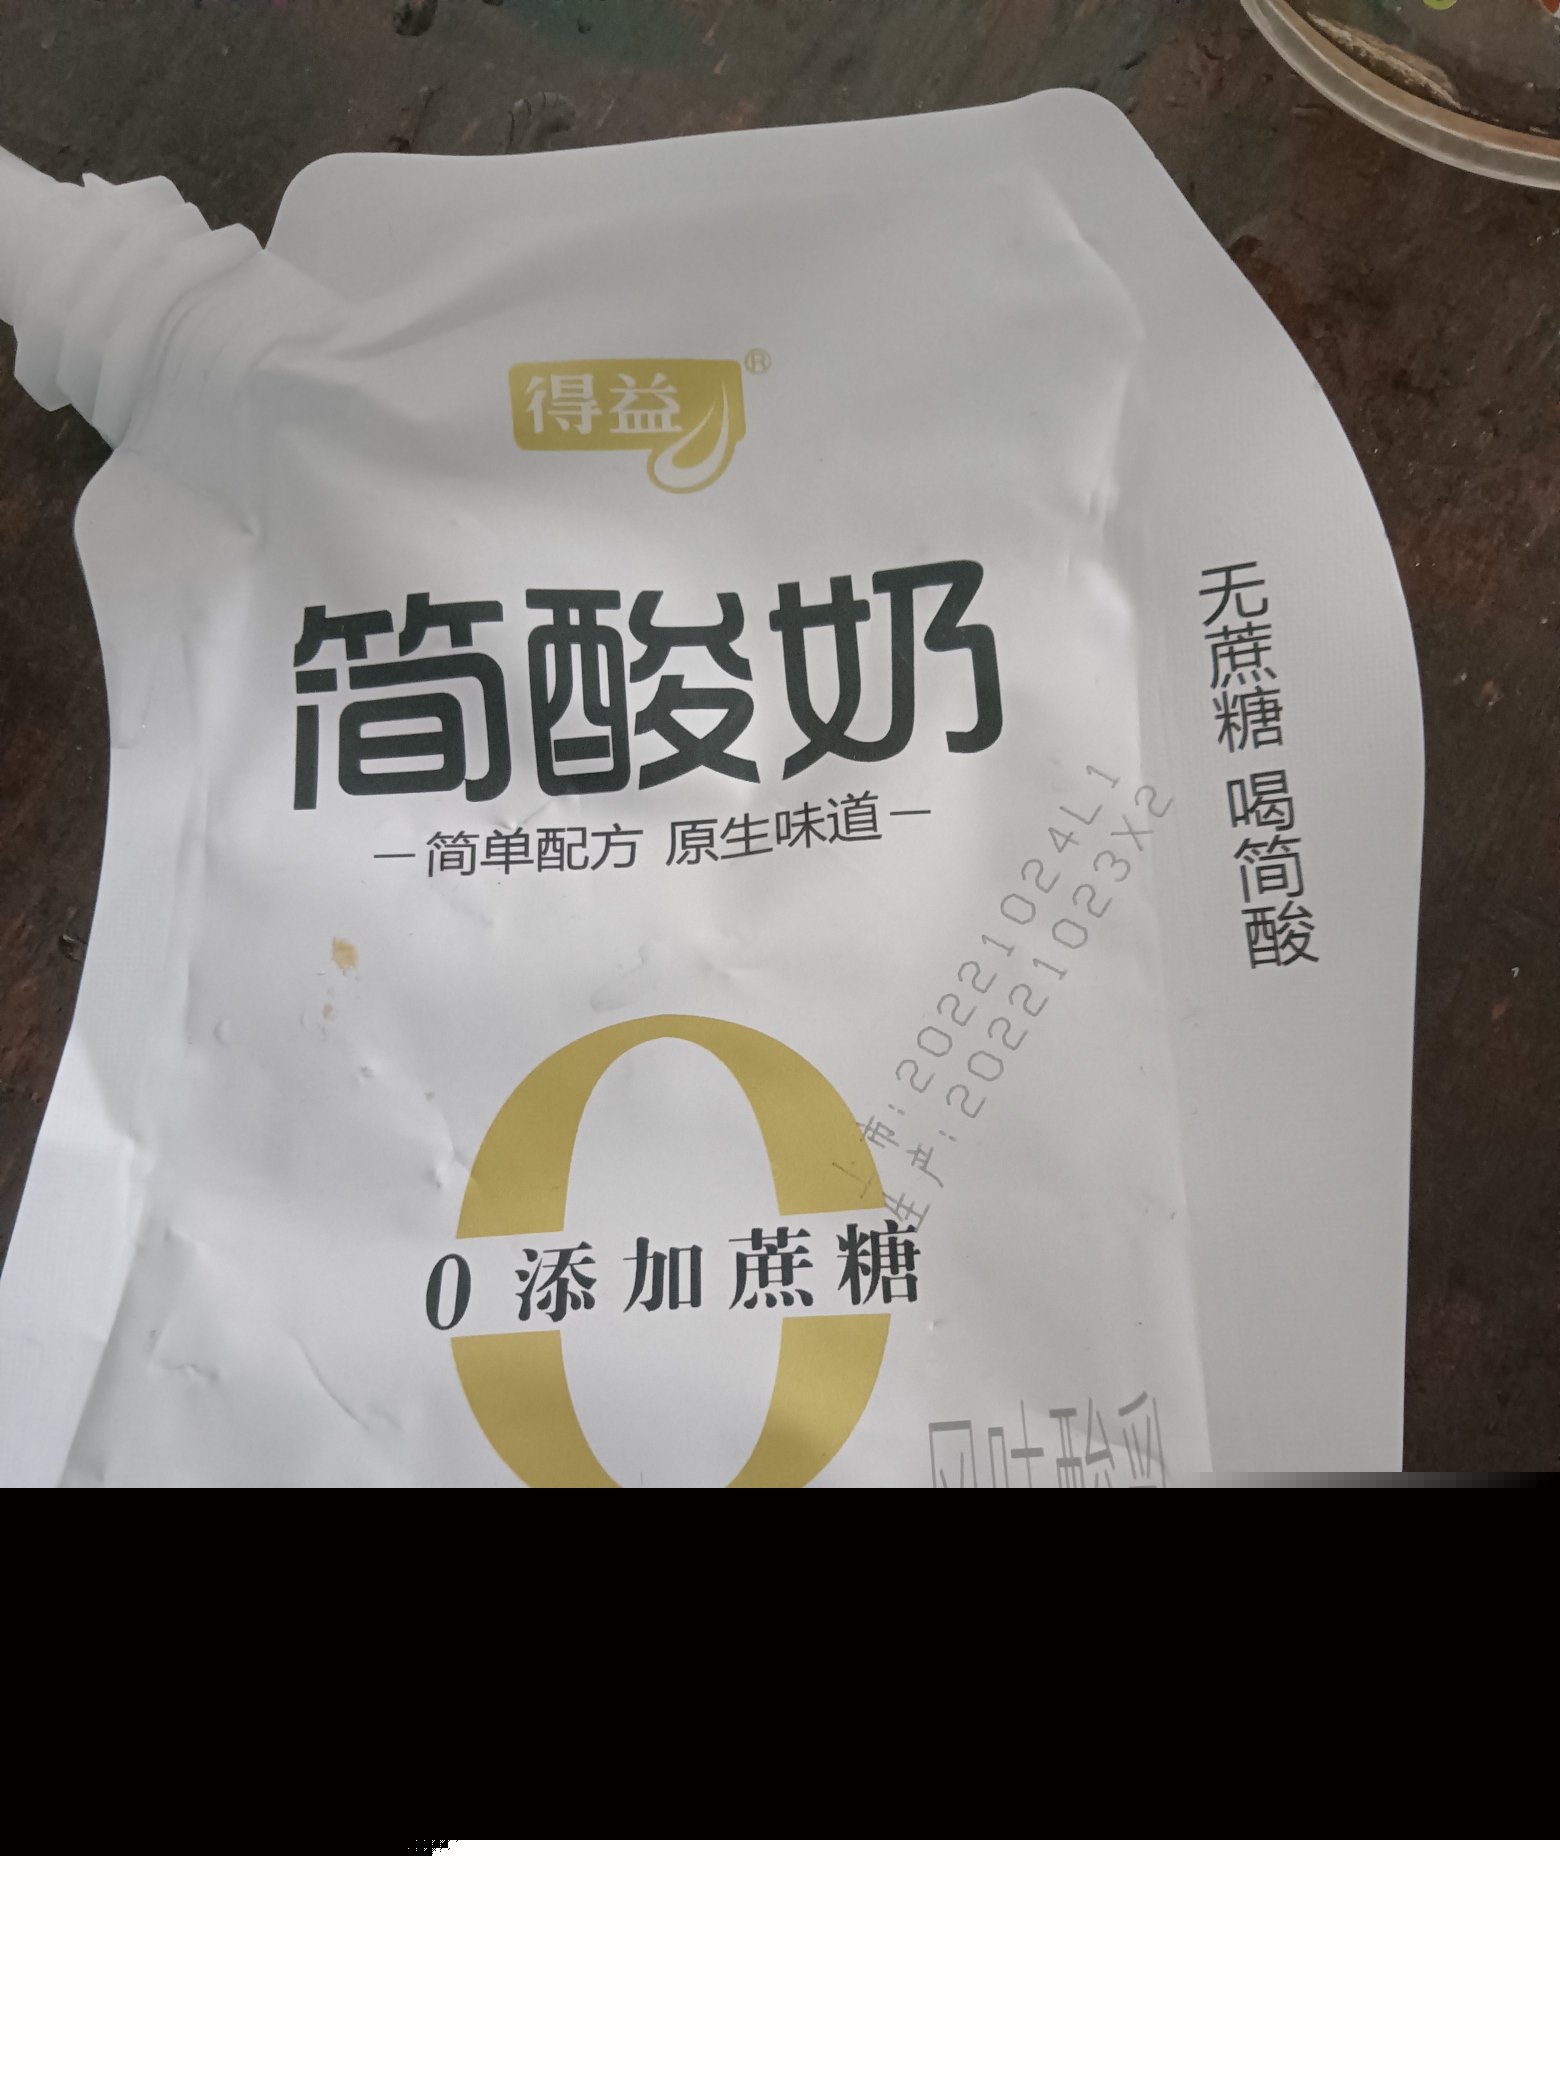 得益®
简酸奶
—简单配方 原生味道—
无蔗糖 喝简酸
上市:20221024L1
生产:20221023X2
0 添加蔗糖